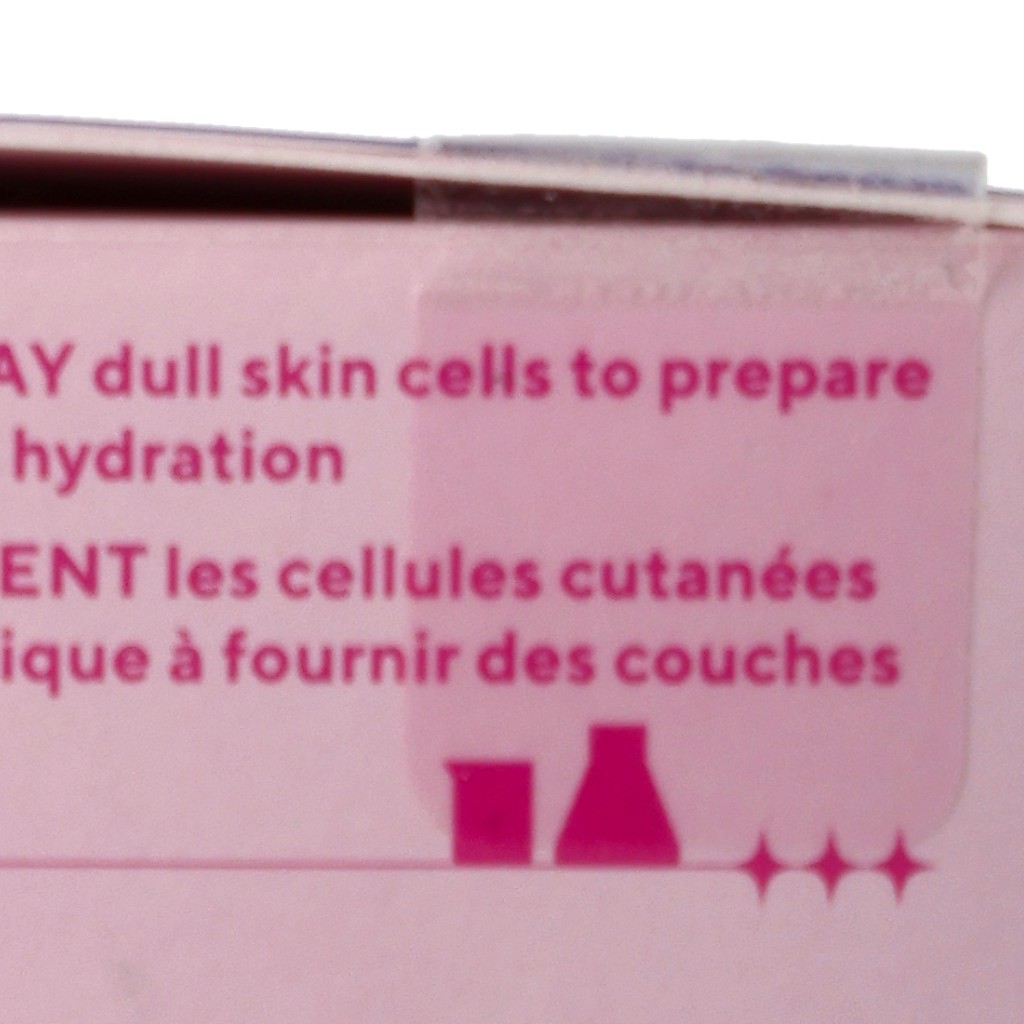 AY dull skin cells to prepare
hydration
ENT les cellules cutanées
ique à fournir des couches